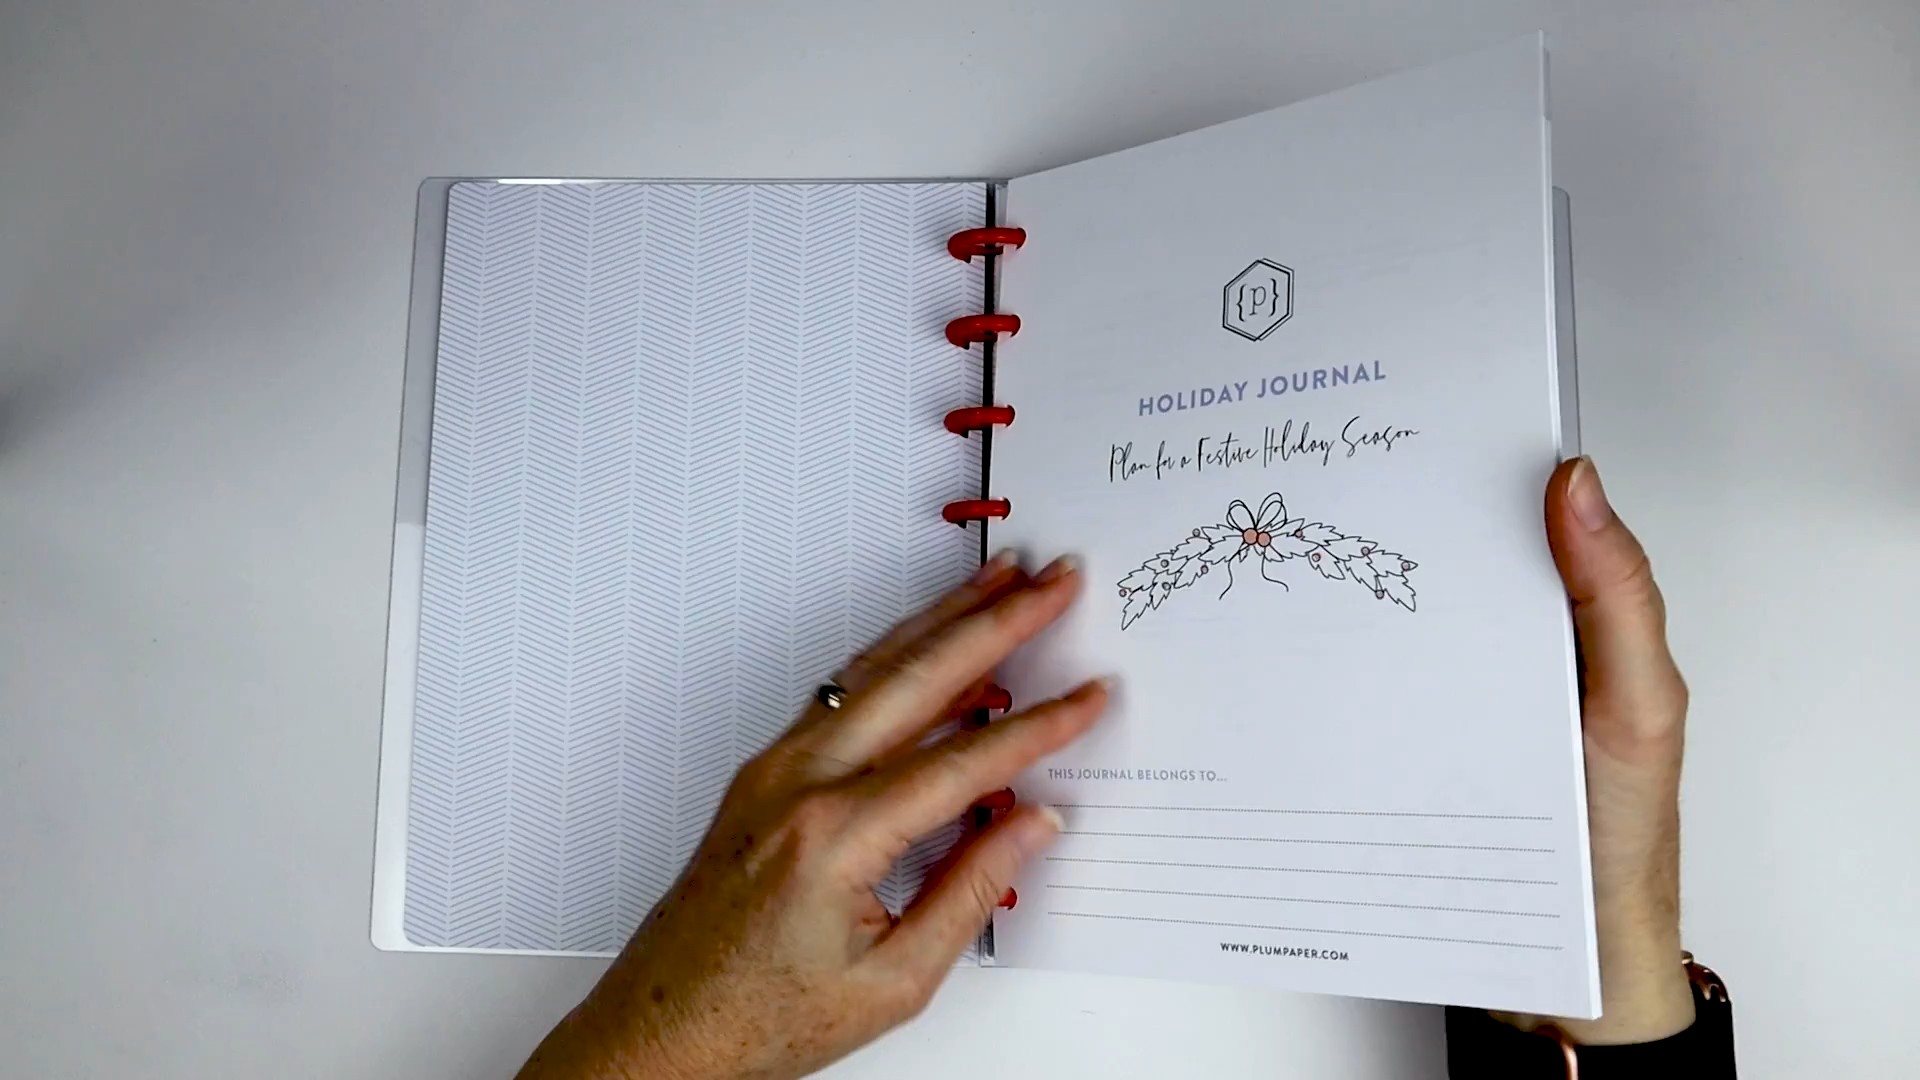 {p}
HOLIDAY JOURNAL
Plan for a Festive Holiday Season
THIS JOURNAL BELONGS TO...
WWW.PLUMPAPER.COM